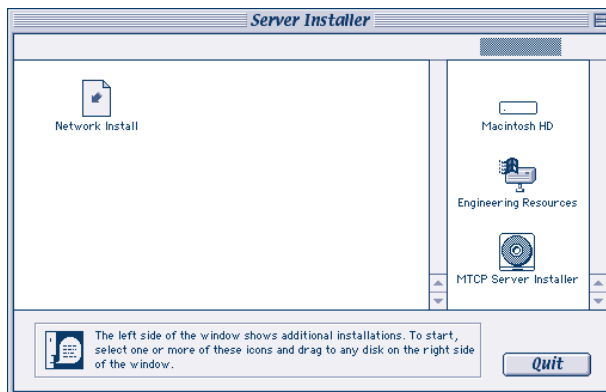 Server Installer
Network Install
Macintosh HD
Engineering Resources
MTCP Server Installer
The left side of the window shows additional installations. To start,
select one or more of these icons and drag to any disk on the right side
of the window.
Quit